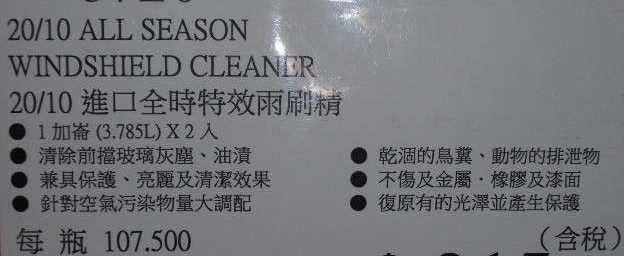 20/10 ALL SEASON
WINDSHIELD CLEANER
20/10 進口全時特效雨刷精
● 1 加崙 (3.785L) X 2 入
● 清除前擋玻璃灰塵、油漬
● 乾涸的鳥糞、動物的排泄物
● 兼具保護、亮麗及清潔效果
● 不傷及金屬・橡膠及漆面
● 針對空氣污染物量大調配
● 復原有的光澤並產生保護
每 瓶 107.500
(含稅)